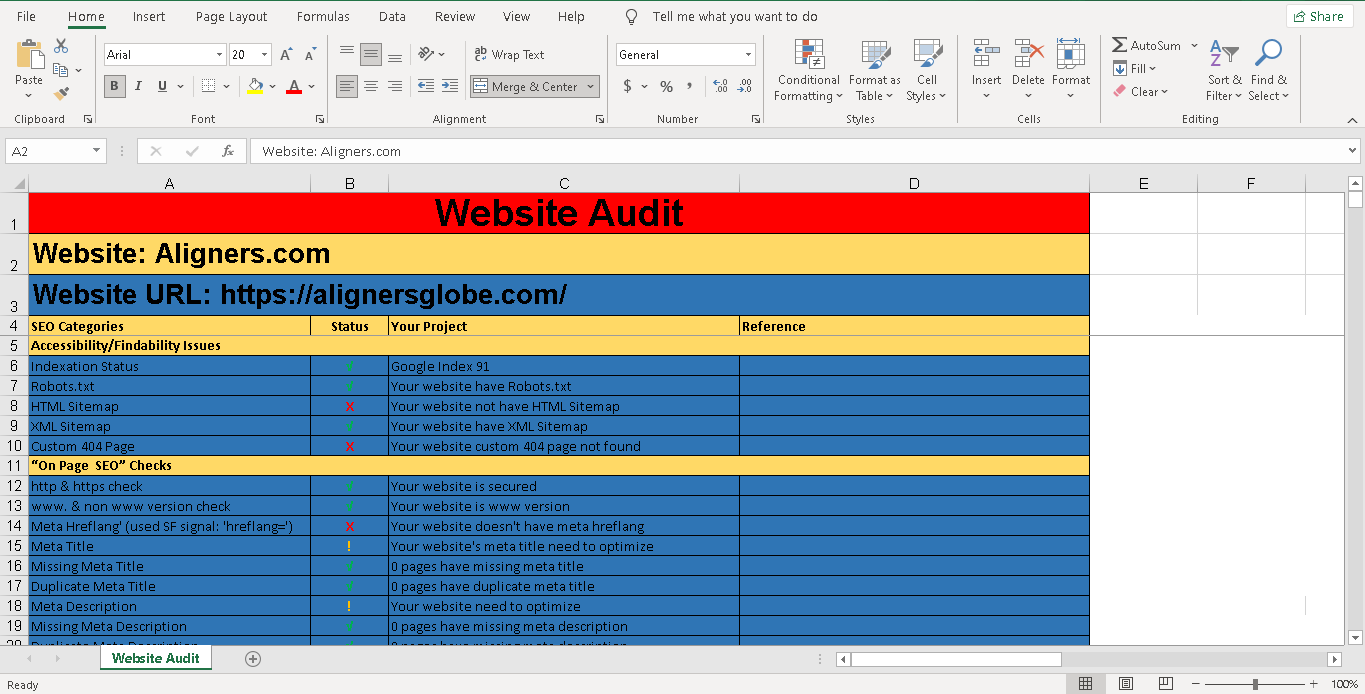 File Home Insert Page Layout Formulas Data Review View Help Tell me what you want to do Share
Paste
Arial 20 A A
B I U A
ab Wrap Text
Merge & Center
General
$ % , .00 .00
Conditional Formatting Format as Table Cell Styles
Insert Delete Format
AutoSum
Fill
Clear
Sort & Filter Find & Select
Clipboard Font Alignment Number Styles Cells Editing
A2 fx Website: Aligners.com
A B C D E F
1 Website Audit
2 Website: Aligners.com
3 Website URL: https://alignersglobe.com/
4 SEO Categories Status Your Project Reference
5 Accessibility/Findability Issues
6 Indexation Status √ Google Index 91
7 Robots.txt √ Your website have Robots.txt
8 HTML Sitemap X Your website not have HTML Sitemap
9 XML Sitemap √ Your website have XML Sitemap
10 Custom 404 Page X Your website custom 404 page not found
11 “On Page SEO” Checks
12 http & https check √ Your website is secured
13 www. & non www version check √ Your website is www version
14 Meta Hreflang' (used SF signal: 'hreflang=') X Your website doesn't have meta hreflang
15 Meta Title ! Your website's meta title need to optimize
16 Missing Meta Title √ 0 pages have missing meta title
17 Duplicate Meta Title √ 0 pages have duplicate meta title
18 Meta Description ! Your website need to optimize
19 Missing Meta Description √ 0 pages have missing meta description
Website Audit
Ready 100%